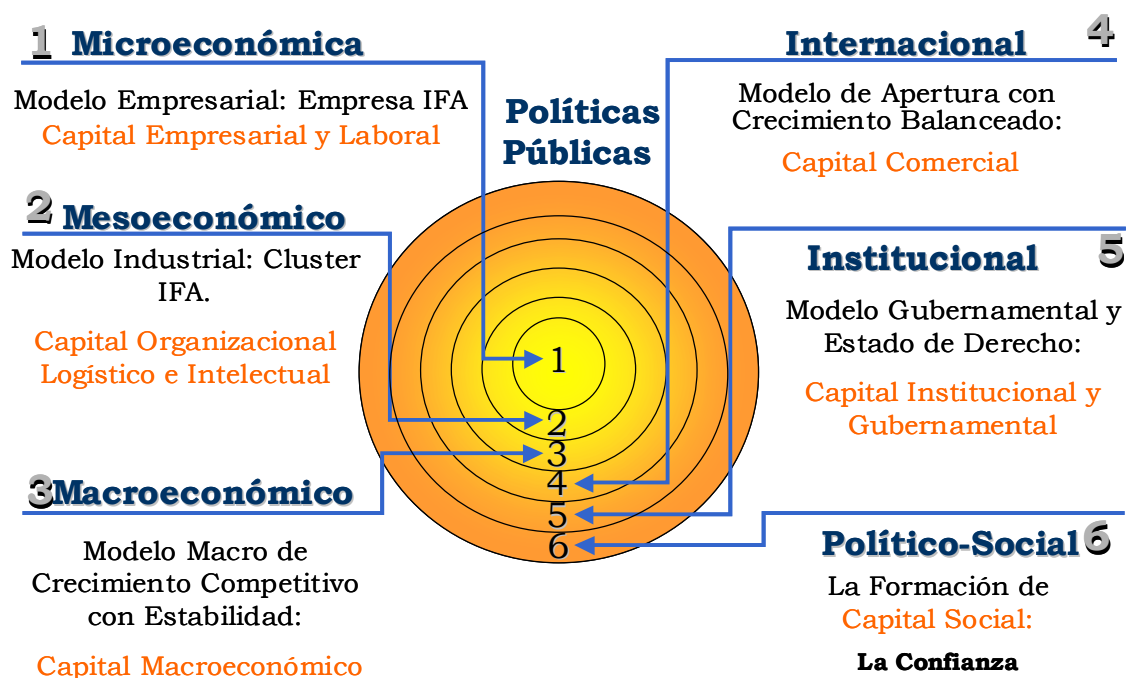 1 Microeconómica
Modelo Empresarial: Empresa IFA
Capital Empresarial y Laboral
2 Mesoeconómico
Modelo Industrial: Cluster
IFA.
Capital Organizacional
Logístico e Intelectual
3 Macroeconómico
Modelo Macro de
Crecimiento Competitivo
con Estabilidad:
Capital Macroeconómico
Políticas
Públicas
1
2
3
4
5
6
Internacional 4
Modelo de Apertura con
Crecimiento Balanceado:
Capital Comercial
Institucional 5
Modelo Gubernamental y
Estado de Derecho:
Capital Institucional y
Gubernamental
Político-Social 6
La Formación de
Capital Social:
La Confianza